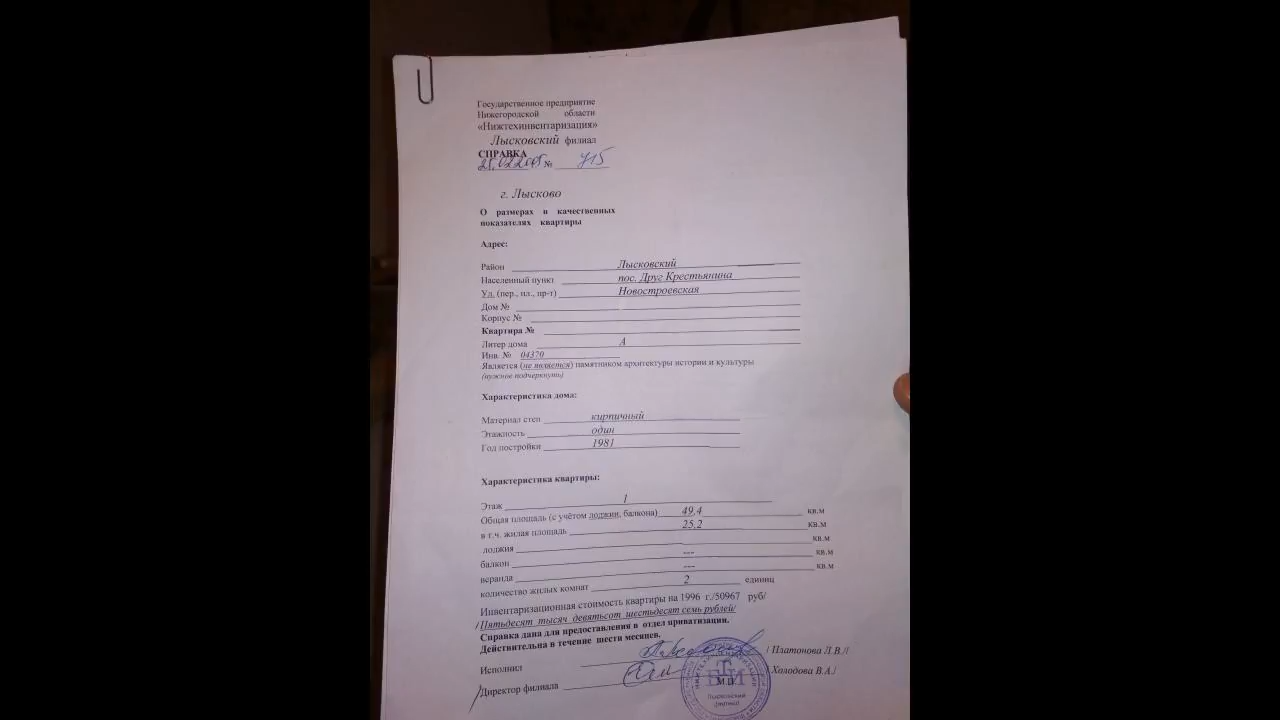 Государственное предприятие
Нижегородской области
«Нижтехинвентаризация»
Лысковский филиал
СПРАВКА
№ 715
г. Лысково
О размерах и качественных
показателях квартиры
Адрес:
Район Лысковский
Населенный пункт пос. Друг Крестьянина
Ул. (пер., пл., пр-т) Новостроевская
Дом №
Корпус №
Квартира №
Литер дома А
Инв. № 04370
Является (не является) памятником архитектуры истории и культуры
(нужное подчеркнуть)
Характеристика дома:
Материал стен кирпичный
Этажность один
Год постройки 1981
Характеристика квартиры:
Этаж 1
Общая площадь (с учётом лоджии, балкона) 49,4 кв.м
в т.ч. жилая площадь 25,2 кв.м
лоджия кв.м
балкон --- кв.м
веранда --- кв.м
количество жилых комнат 2 единиц
Инвентаризационная стоимость квартиры на 1996 г./50967 руб/
/Пятьдесят тысяч девятьсот шестьдесят семь рублей/
Справка дана для предоставления в отдел приватизации.
Действительна в течение шести месяцев.
Исполнил / Платонова Л.В./
Директор филиала / Холодова В.А./
БТИ
М.П.
Лысковский
филиал